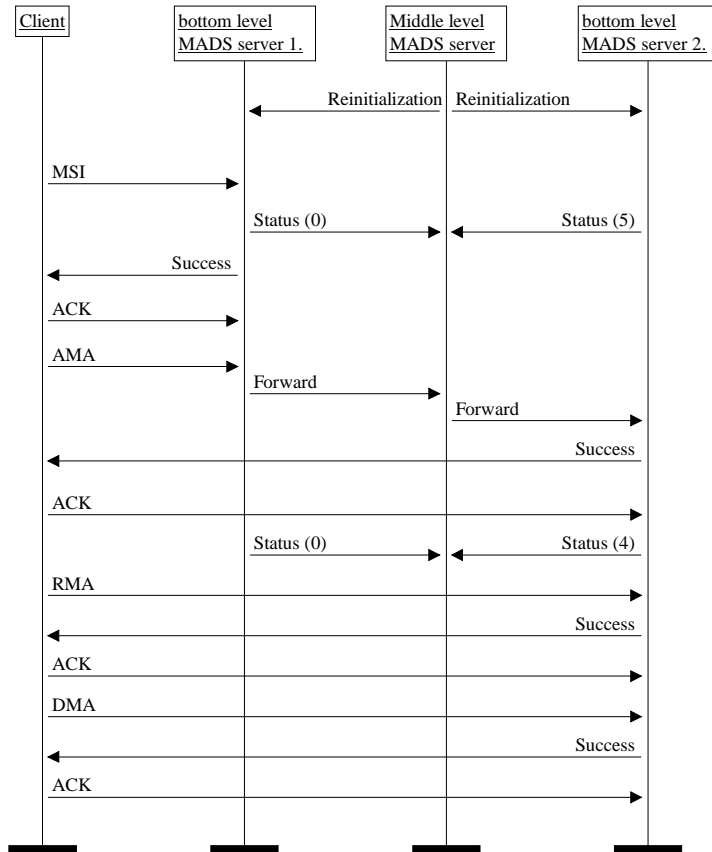 Client
bottom level
MADS server 1.
Middle level
MADS server
bottom level
MADS server 2.
Reinitialization
Reinitialization
MSI
Status (0)
Status (5)
Success
ACK
AMA
Forward
Forward
Success
ACK
Status (0)
Status (4)
RMA
Success
ACK
DMA
Success
ACK